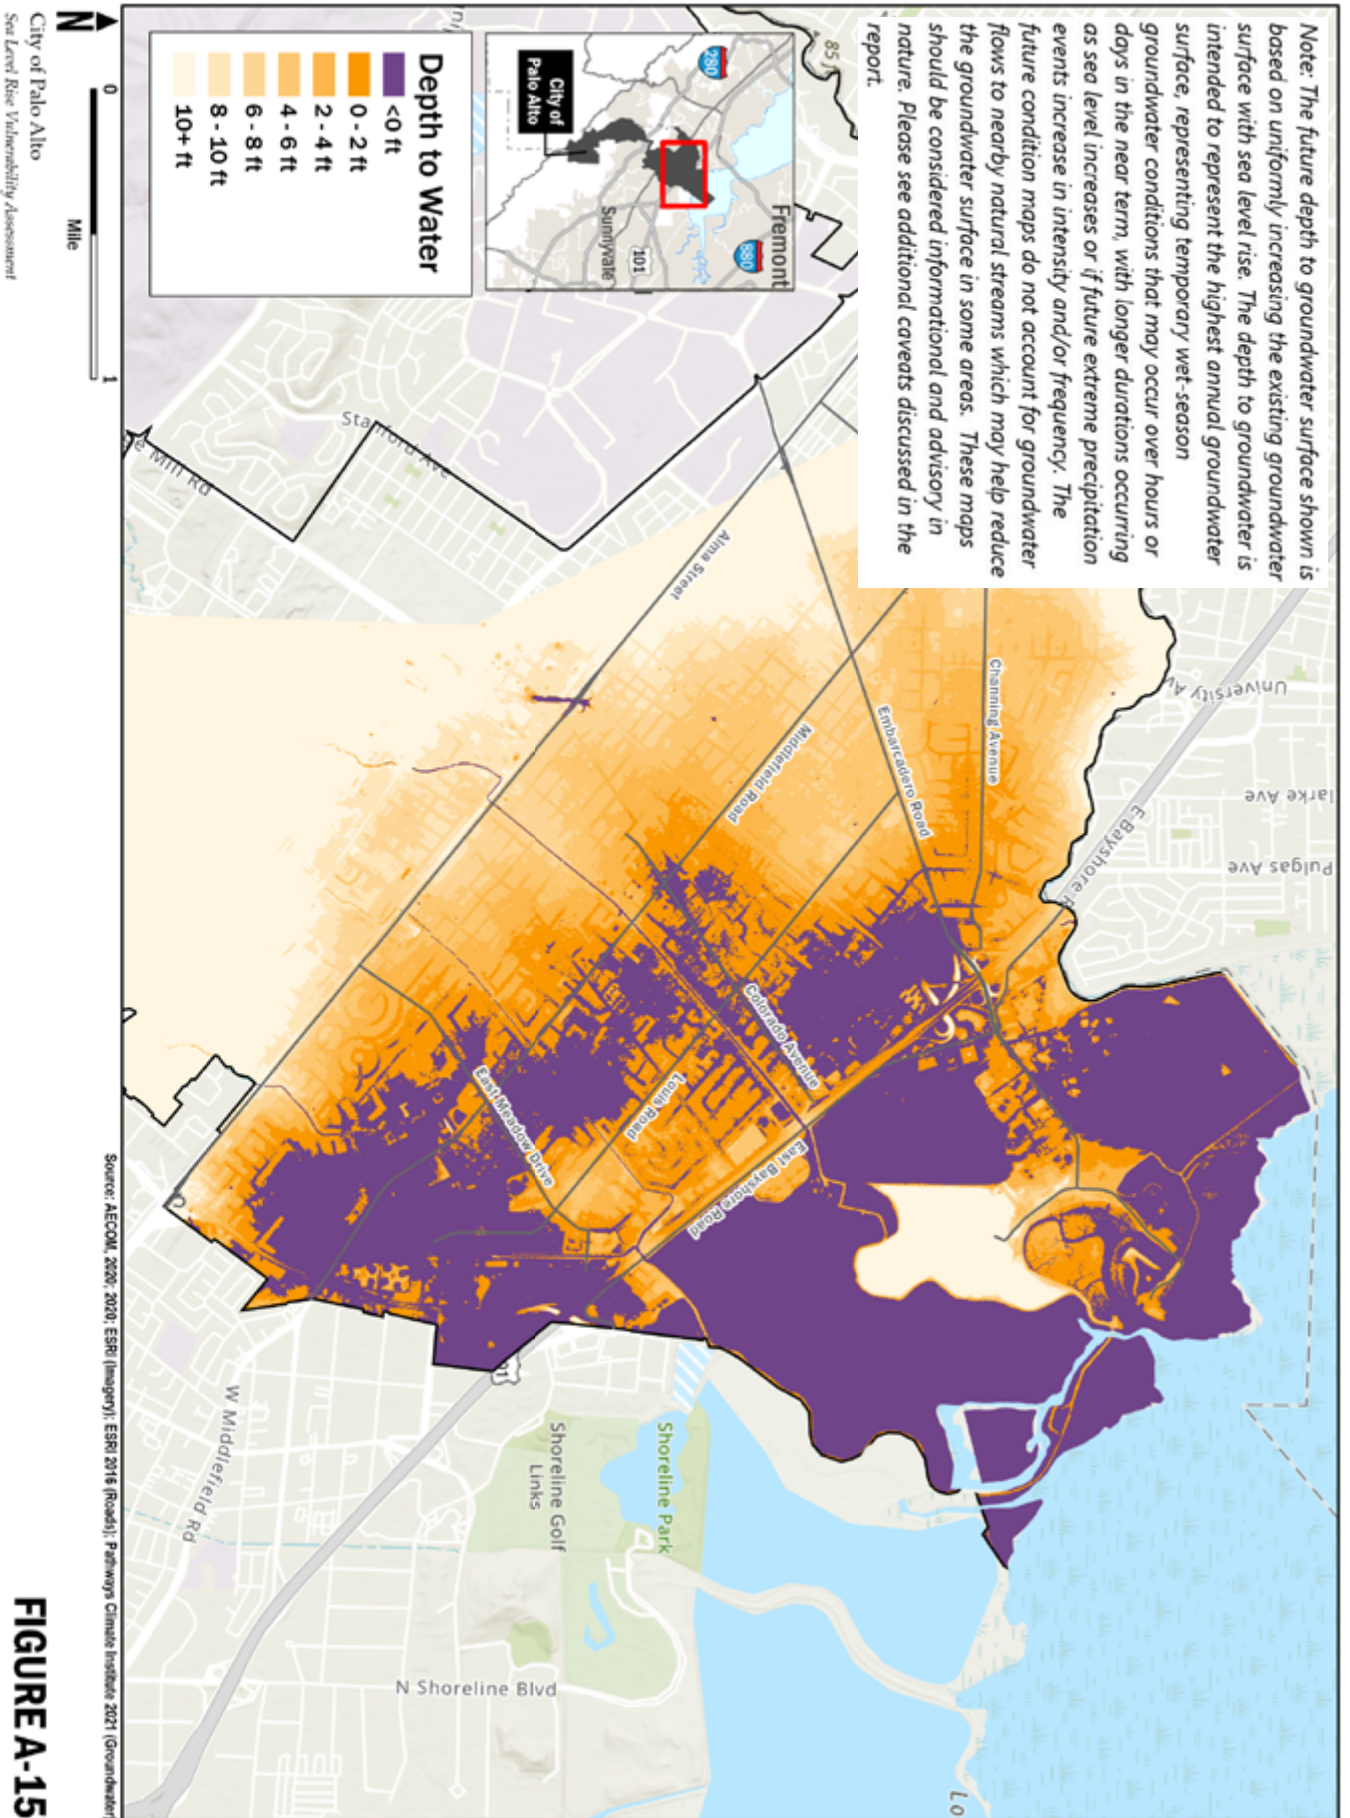 Note: The future depth to groundwater surface shown is
based on uniformly increasing the existing groundwater
surface with sea level rise. The depth to groundwater is
intended to represent the highest annual groundwater
surface, representing temporary wet-season
groundwater conditions that may occur over hours or
days in the near term, with longer durations occurring
as sea level increases or if future extreme precipitation
events increase in intensity and/or frequency. The
future condition maps do not account for groundwater
flows to nearby natural streams which may help reduce
the groundwater surface in some areas. These maps
should be considered informational and advisory in
nature. Please see additional caveats discussed in the
report.
Fremont
880
280
101
Sunnyvale
City of
Palo Alto
Depth to Water
<0 ft
0 - 2 ft
2 - 4 ft
4 - 6 ft
6 - 8 ft
8 - 10 ft
10+ ft
University Av
larke Ave
Pulgas Ave
E Bayshore R
Channing Avenue
Embarcadero Road
Middlefield Road
Alma Street
Stanford Ave
e Mill Rd
Colorado Avenue
Louis Road
East Meadow Drive
East Bayshore Road
Shoreline Park
Shoreline Golf
Links
W Middlefield Rd
N Shoreline Blvd
Lo
N
0
1
Mile
City of Palo Alto
Sea Level Rise Vulnerability Assessment
Source: AECOM, 2020; 2020; ESRI (Imagery); ESRI 2016 (Roads); Pathways Climate Institute 2021 (Groundwater)
FIGURE A-15